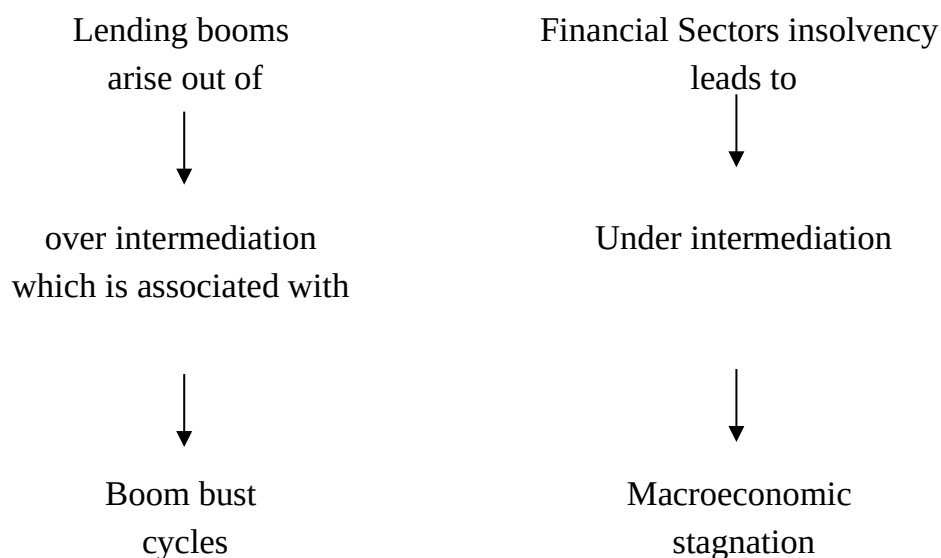 Lending booms
arise out of
over intermediation
which is associated with
Boom bust
cycles
Financial Sectors insolvency
leads to
Under intermediation
Macroeconomic
stagnation